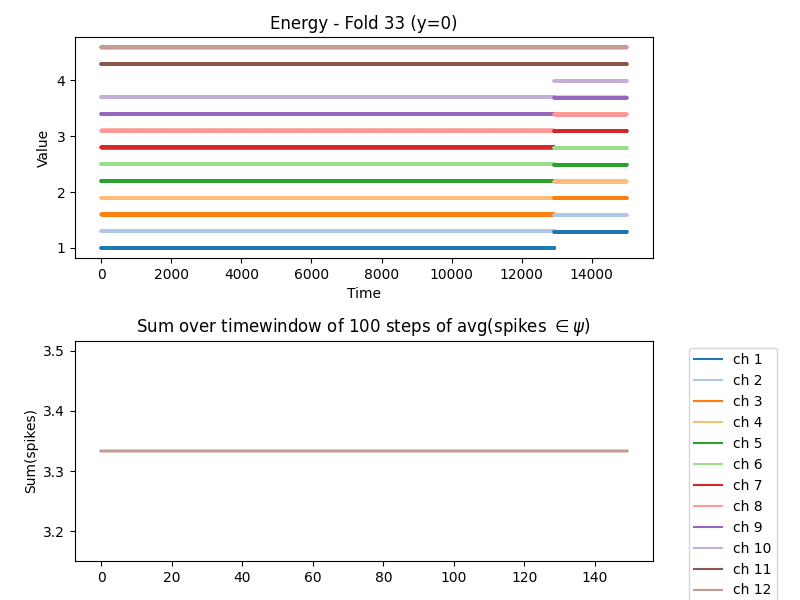 Energy - Fold 33 (y=0)
4
3
2
1
Value
0 2000 4000 6000 8000 10000 12000 14000
Time
Sum over timewindow of 100 steps of avg(spikes ∈ ψ)
3.5
3.4
3.3
3.2
Sum(spikes)
0 20 40 60 80 100 120 140
ch 1
ch 2
ch 3
ch 4
ch 5
ch 6
ch 7
ch 8
ch 9
ch 10
ch 11
ch 12